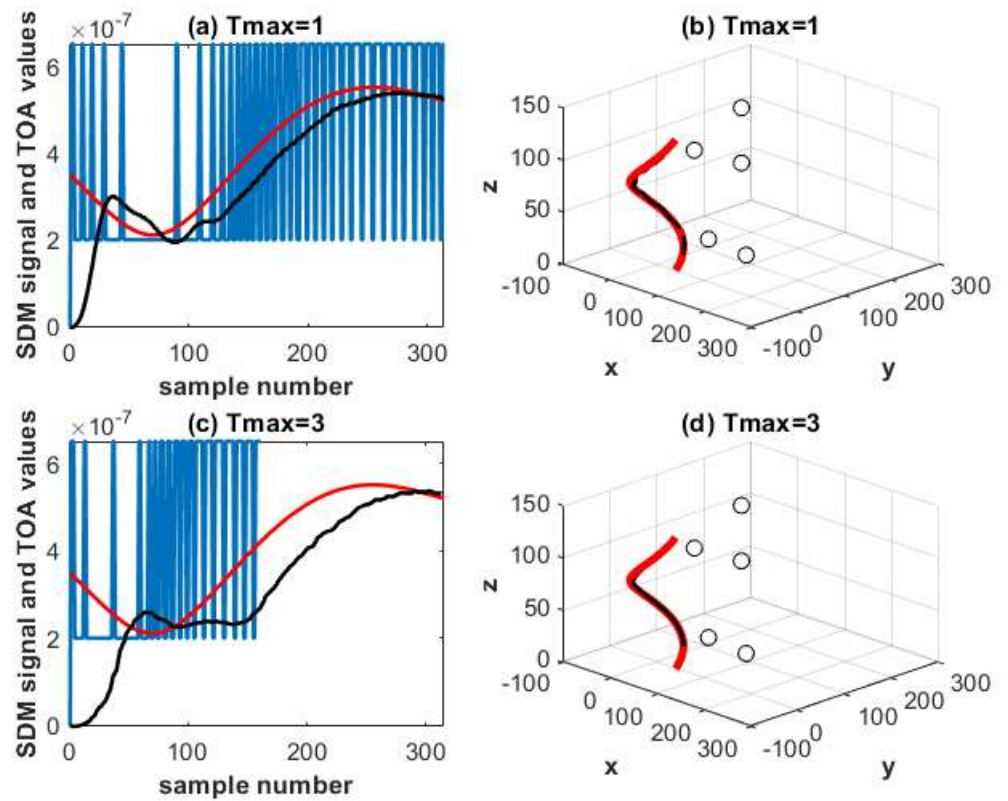 (a) Tmax=1
×10⁻⁷
SDM signal and TOA values
6
4
2
0
0 100 200 300
sample number
(b) Tmax=1
150
100
50
0
z
-100
0
100
200
300
x
-100
0
100
200
300
y
(c) Tmax=3
×10⁻⁷
SDM signal and TOA values
6
4
2
0
0 100 200 300
sample number
(d) Tmax=3
150
100
50
0
z
-100
0
100
200
300
x
-100
0
100
200
300
y